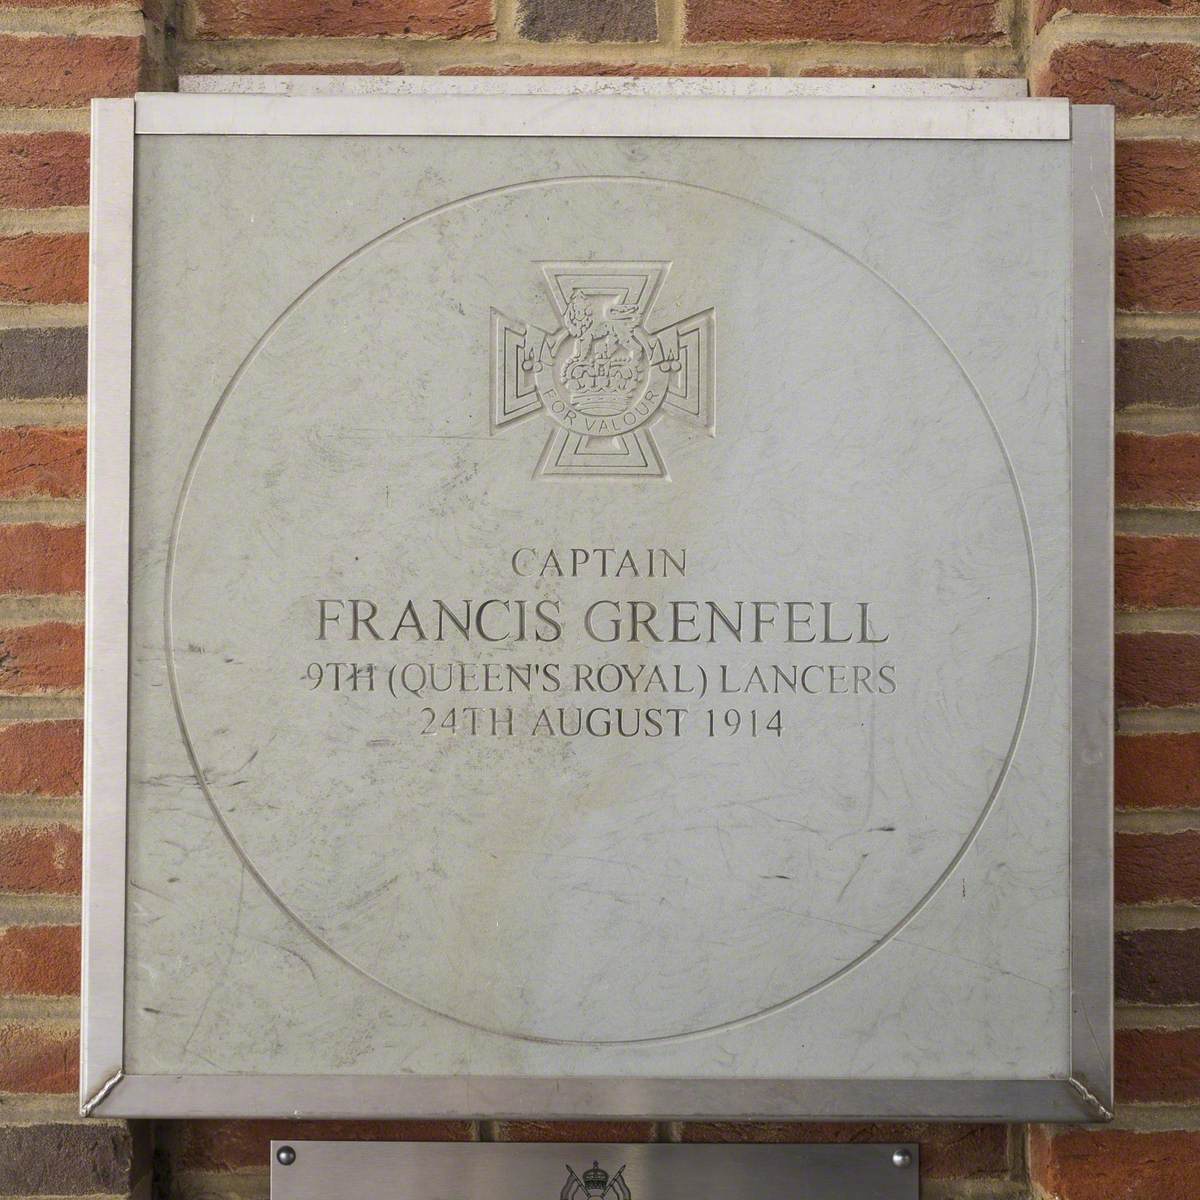 FOR VALOUR
CAPTAIN
FRANCIS GRENFELL
9TH (QUEEN'S ROYAL) LANCERS
24TH AUGUST 1914